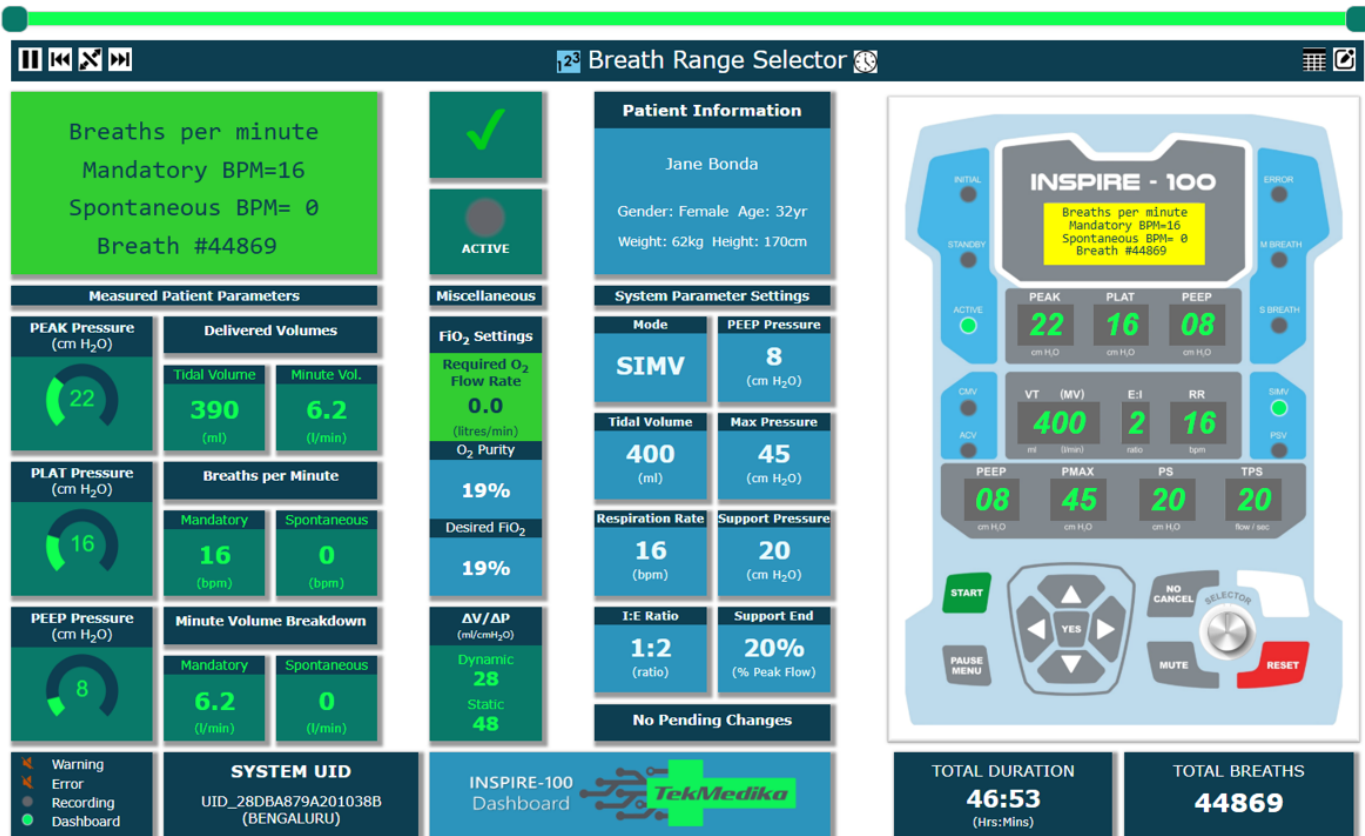 123 Breath Range Selector
Breaths per minute
Mandatory BPM=16
Spontaneous BPM= 0
Breath #44869
ACTIVE
Patient Information
Jane Bonda
Gender: Female Age: 32yr
Weight: 62kg Height: 170cm
Measured Patient Parameters
Miscellaneous
System Parameter Settings
PEAK Pressure
(cm H₂O)
22
Delivered Volumes
Tidal Volume
390
(ml)
Minute Vol.
6.2
(l/min)
PLAT Pressure
(cm H₂O)
16
Breaths per Minute
Mandatory
16
(bpm)
Spontaneous
0
(bpm)
PEEP Pressure
(cm H₂O)
8
Minute Volume Breakdown
Mandatory
6.2
(l/min)
Spontaneous
0
(l/min)
FiO₂ Settings
Required O₂
Flow Rate
0.0
(litres/min)
O₂ Purity
19%
Desired FiO₂
19%
ΔV/ΔP
(ml/cmH₂O)
Dynamic
28
Static
48
Mode
SIMV
PEEP Pressure
8
(cm H₂O)
Tidal Volume
400
(ml)
Max Pressure
45
(cm H₂O)
Respiration Rate
16
(bpm)
Support Pressure
20
(cm H₂O)
I:E Ratio
1:2
(ratio)
Support End
20%
(% Peak Flow)
No Pending Changes
INSPIRE - 100
Breaths per minute
Mandatory BPM=16
Spontaneous BPM= 0
Breath #44869
INITIAL
STANDBY
ACTIVE
ERROR
M BREATH
S BREATH
PEAK PLAT PEEP
22 16 08
cm H₂O cm H₂O cm H₂O
CMV
ACV
VT (MV) E:I RR
400 2 16
ml (l/min) ratio bpm
SIMV
PSV
PEEP PMAX PS TPS
08 45 20 20
cm H₂O cm H₂O cm H₂O flow / sec
START
PAUSE
MENU
YES
NO
CANCEL
SELECTOR
MUTE
RESET
Warning
Error
Recording
Dashboard
SYSTEM UID
UID_28DBA879A201038B
(BENGALURU)
INSPIRE-100
Dashboard
TekMedika
TOTAL DURATION
46:53
(Hrs:Mins)
TOTAL BREATHS
44869